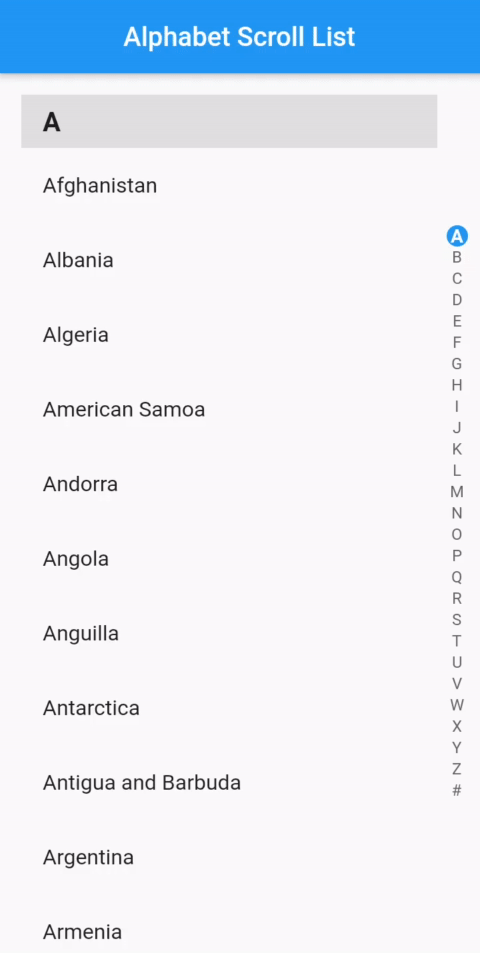 Alphabet Scroll List
A
Afghanistan
Albania
Algeria
American Samoa
Andorra
Angola
Anguilla
Antarctica
Antigua and Barbuda
Argentina
Armenia
A
B
C
D
E
F
G
H
I
J
K
L
M
N
O
P
Q
R
S
T
U
V
W
X
Y
Z
#